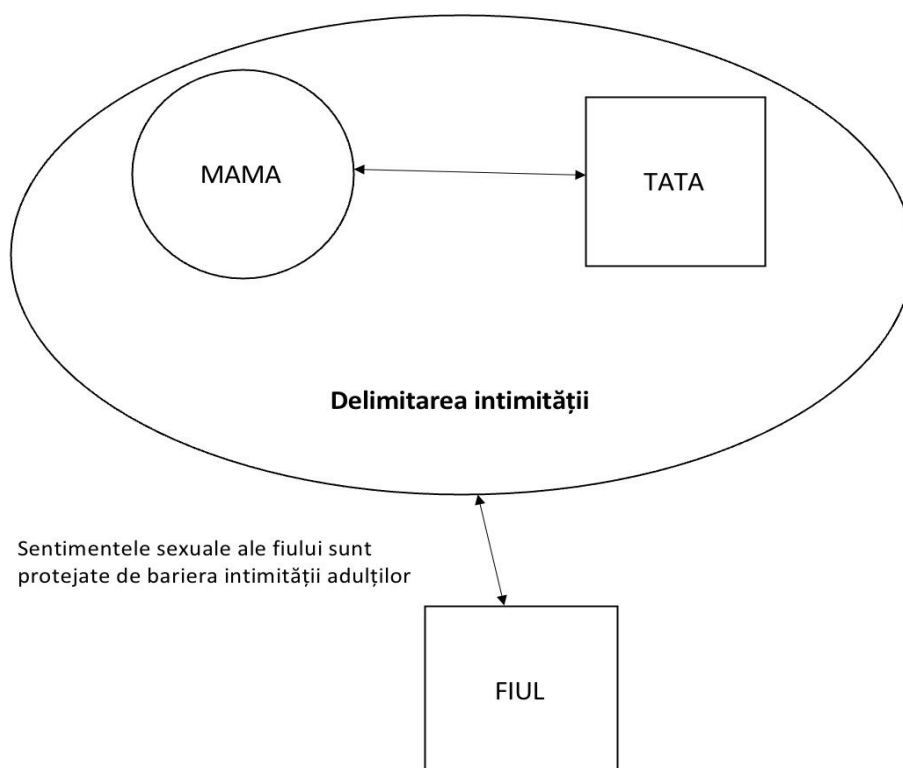 MAMA
TATA
Delimitarea intimității
Sentimentele sexuale ale fiului sunt
protejate de bariera intimității adulților
FIUL